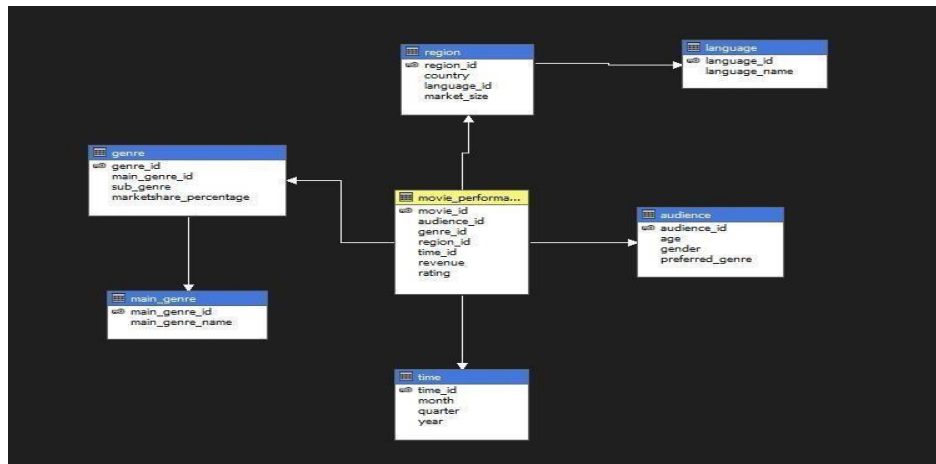 region
region_id
country
language_id
market_size
language
language_id
language_name
genre
genre_id
main_genre_id
sub_genre
marketshare_percentage
movie_performa...
movie_id
audience_id
genre_id
region_id
time_id
revenue
rating
audience
audience_id
age
gender
preferred_genre
main_genre
main_genre_id
main_genre_name
time
time_id
month
quarter
year